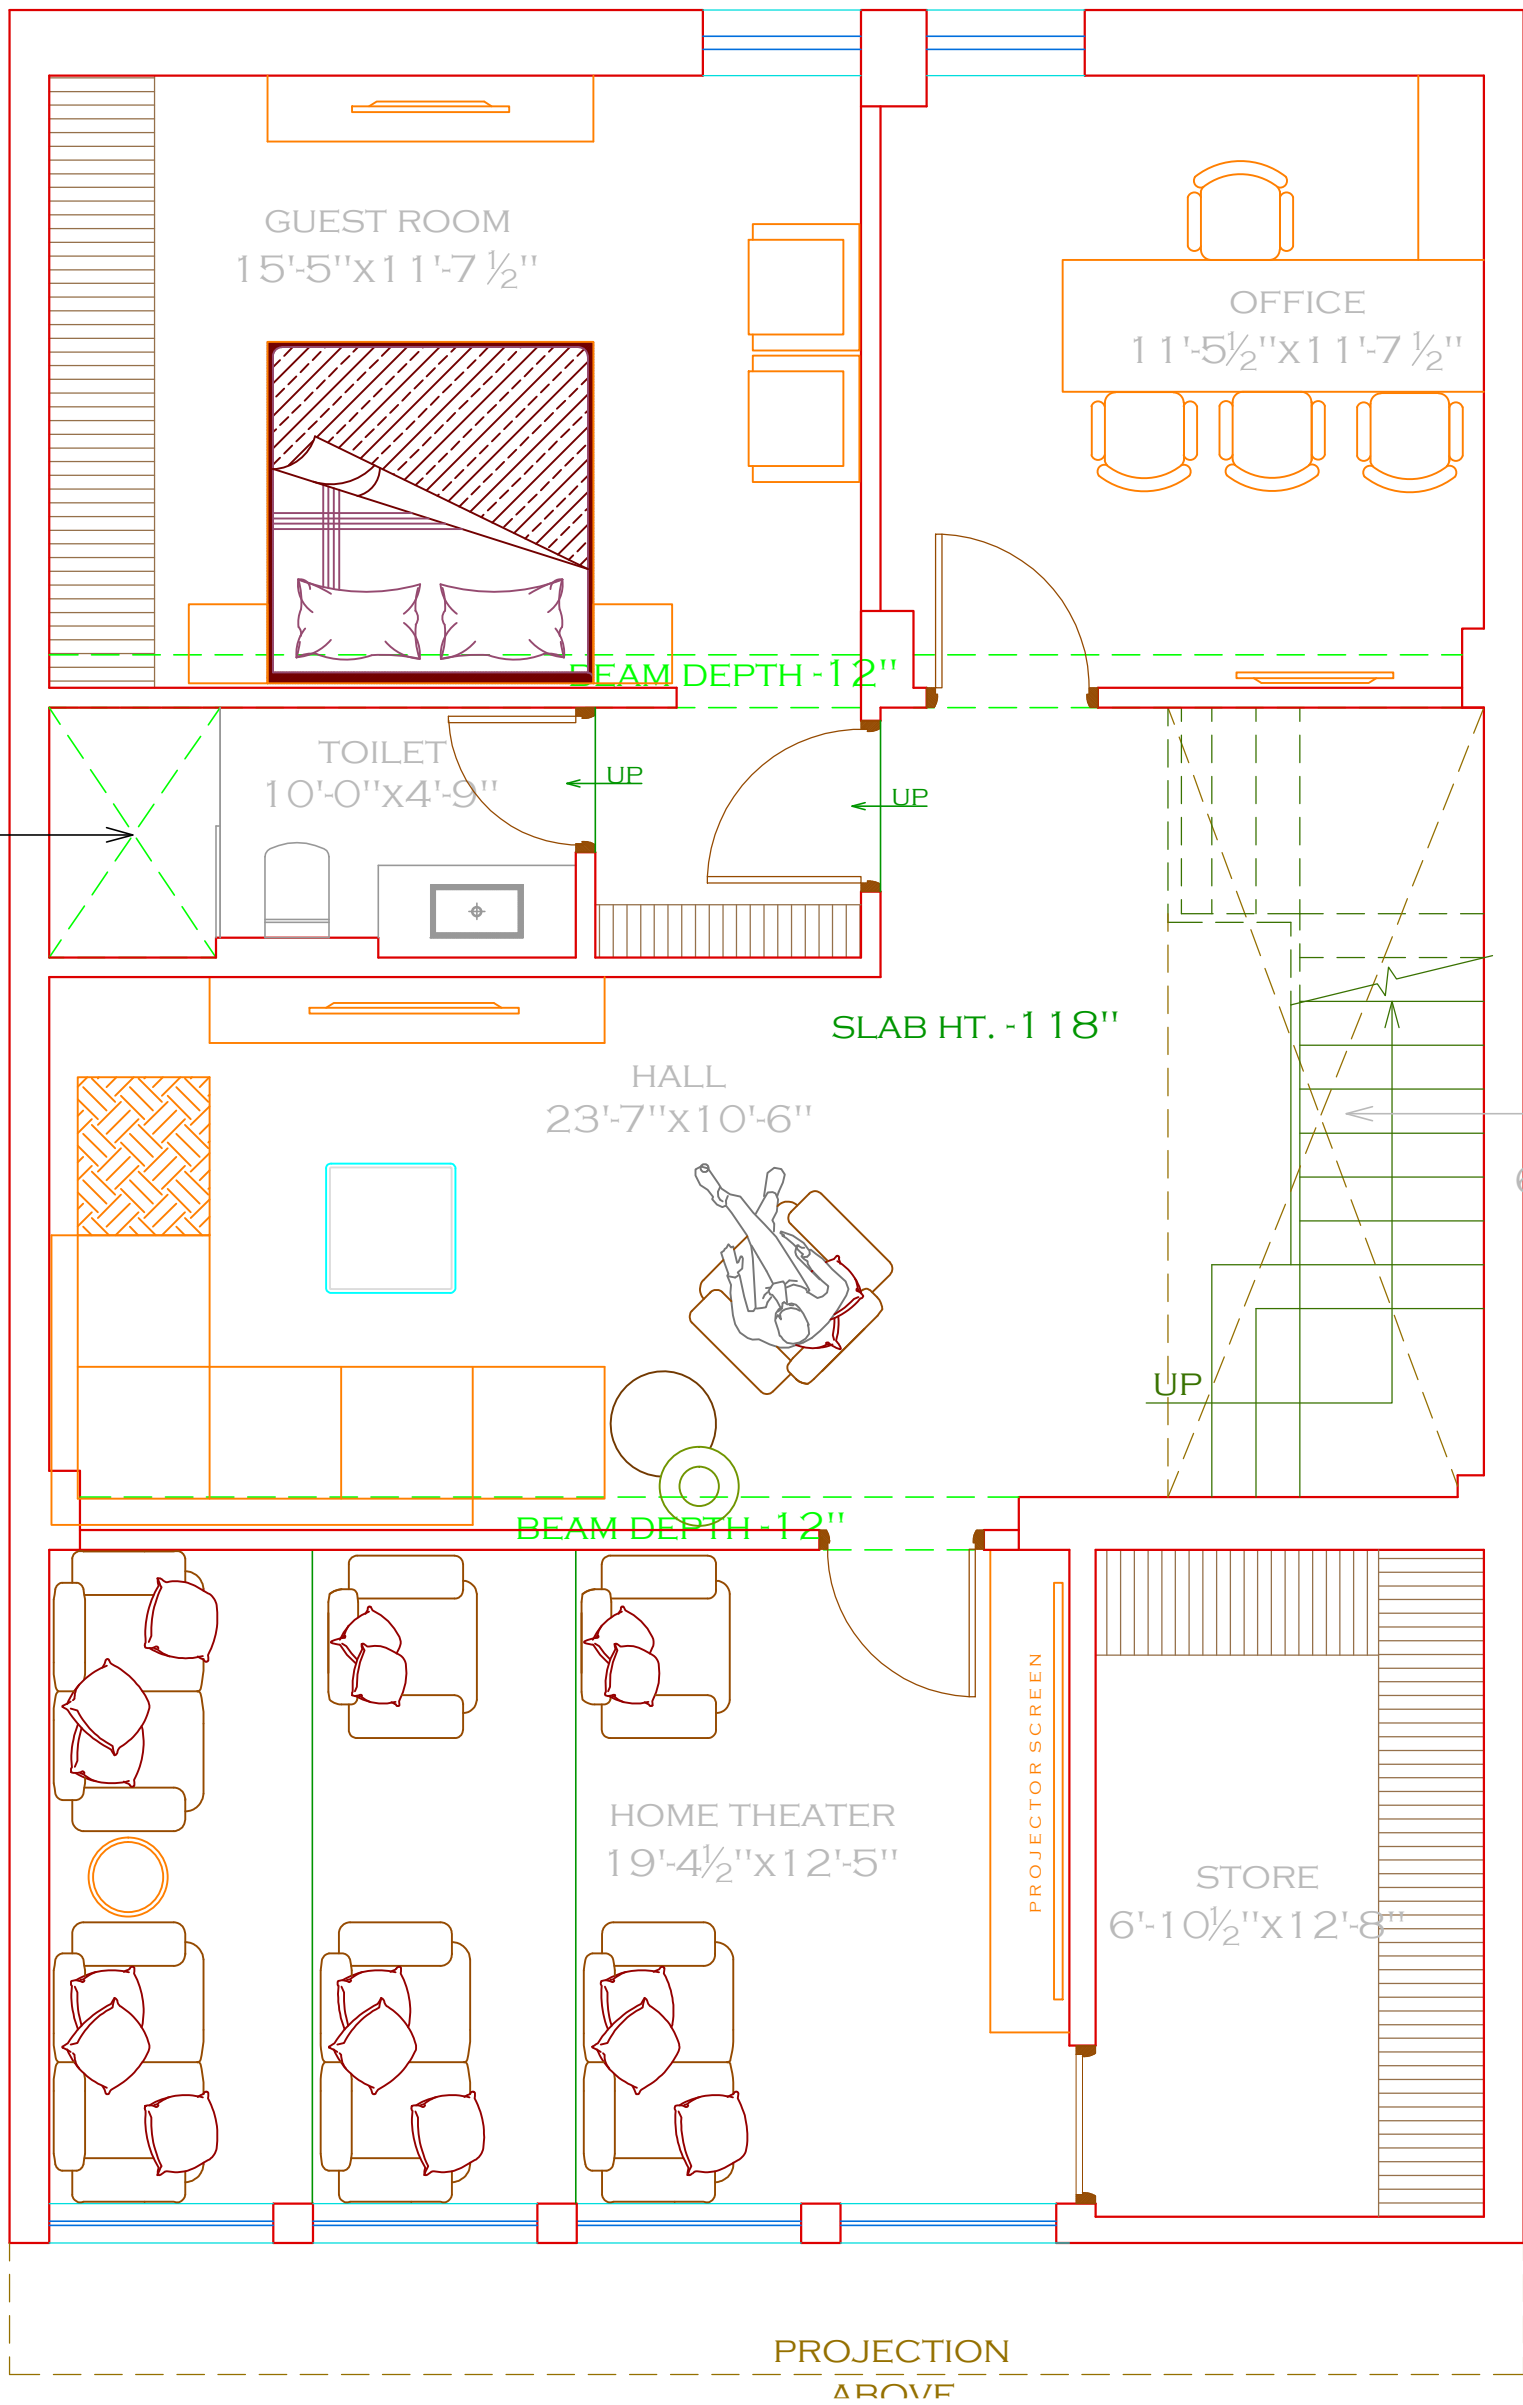 GUEST ROOM
15'-5"X11'-7 ½"
OFFICE
11'-5½"X11'-7 ½"
BEAM DEPTH -12"
TOILET
10'-0"X4'-9"
UP
UP
SLAB HT. -118"
HALL
23'-7"X10'-6"
UP
BEAM DEPTH -12"
PROJECTOR SCREEN
HOME THEATER
19'-4½"X12'-5"
STORE
6'-10½"X12'-8"
PROJECTION
ABOVE